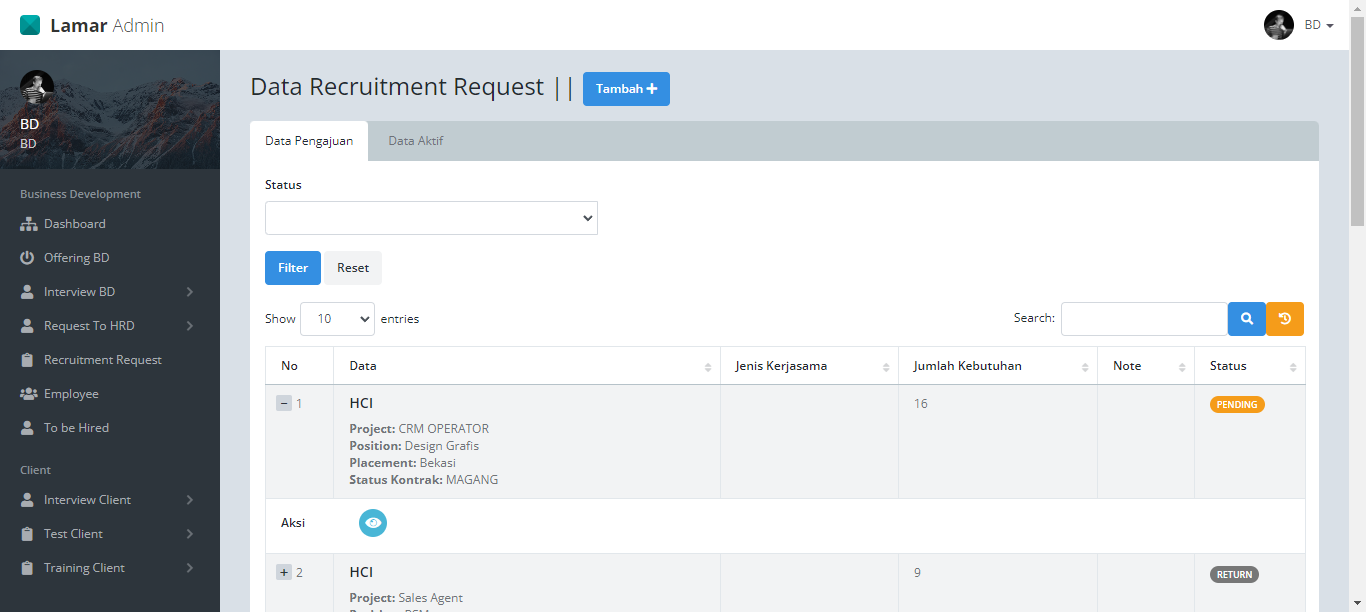 Lamar Admin
BD
BD
BD
Business Development
Dashboard
Offering BD
Interview BD
Request To HRD
Recruitment Request
Employee
To be Hired
Client
Interview Client
Test Client
Training Client
Data Recruitment Request || Tambah +
Data Pengajuan Data Aktif
Status
Filter Reset
Show 10 entries Search:
No Data Jenis Kerjasama Jumlah Kebutuhan Note Status
1 HCI 16 PENDING
Project: CRM OPERATOR
Position: Design Grafis
Placement: Bekasi
Status Kontrak: MAGANG
Aksi
2 HCI 9 RETURN
Project: Sales Agent